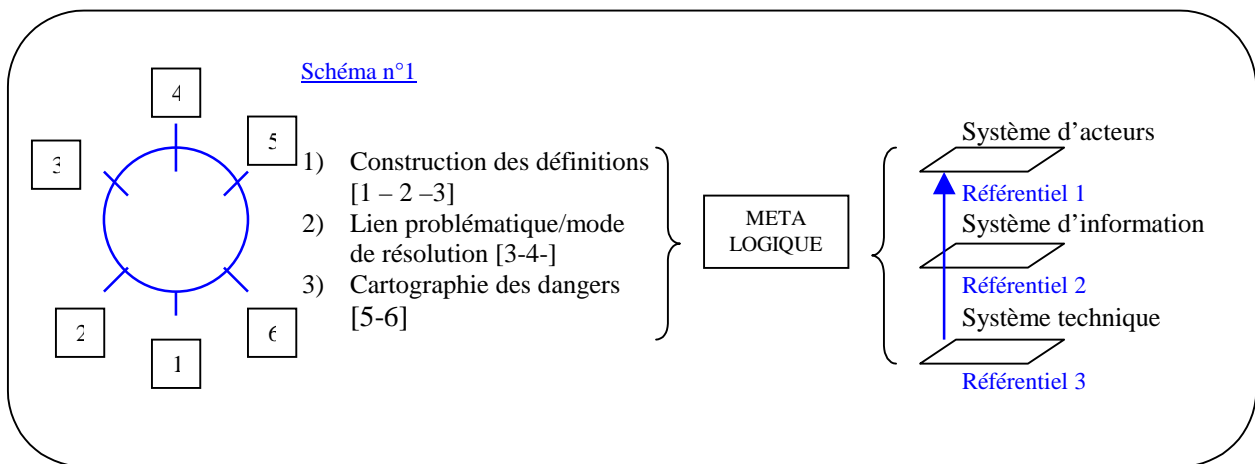 Schéma n°1
4
5
3
2
1
6
1) Construction des définitions
[1 – 2 –3]
2) Lien problématique/mode
de résolution [3-4-]
3) Cartographie des dangers
[5-6]
META
LOGIQUE
Système d’acteurs
Référentiel 1
Système d’information
Référentiel 2
Système technique
Référentiel 3